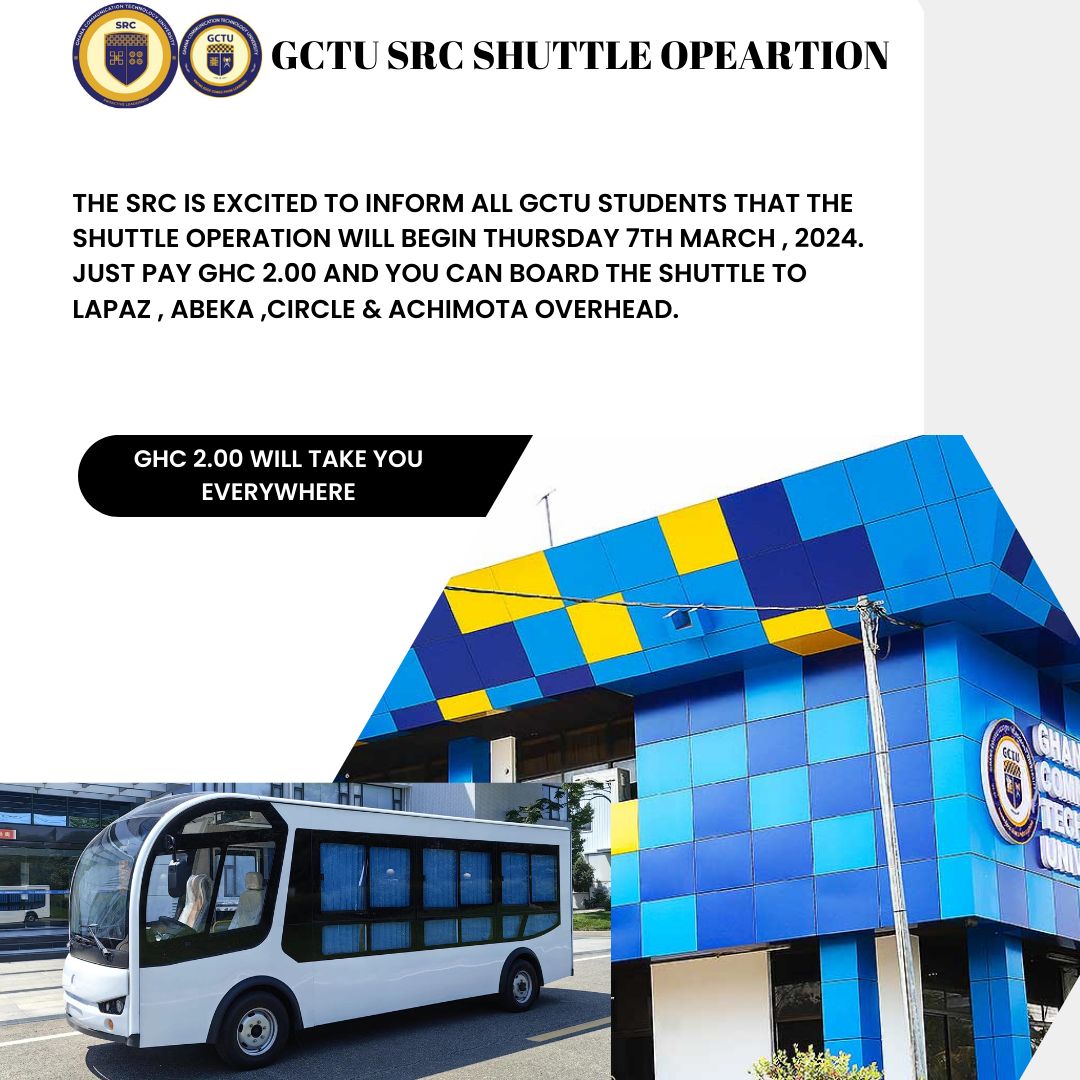 SRC
GCTU
GCTU SRC SHUTTLE OPEARTION
THE SRC IS EXCITED TO INFORM ALL GCTU STUDENTS THAT THE
SHUTTLE OPERATION WILL BEGIN THURSDAY 7TH MARCH , 2024.
JUST PAY GHC 2.00 AND YOU CAN BOARD THE SHUTTLE TO
LAPAZ , ABEKA ,CIRCLE & ACHIMOTA OVERHEAD.
GHC 2.00 WILL TAKE YOU
EVERYWHERE
GCTU